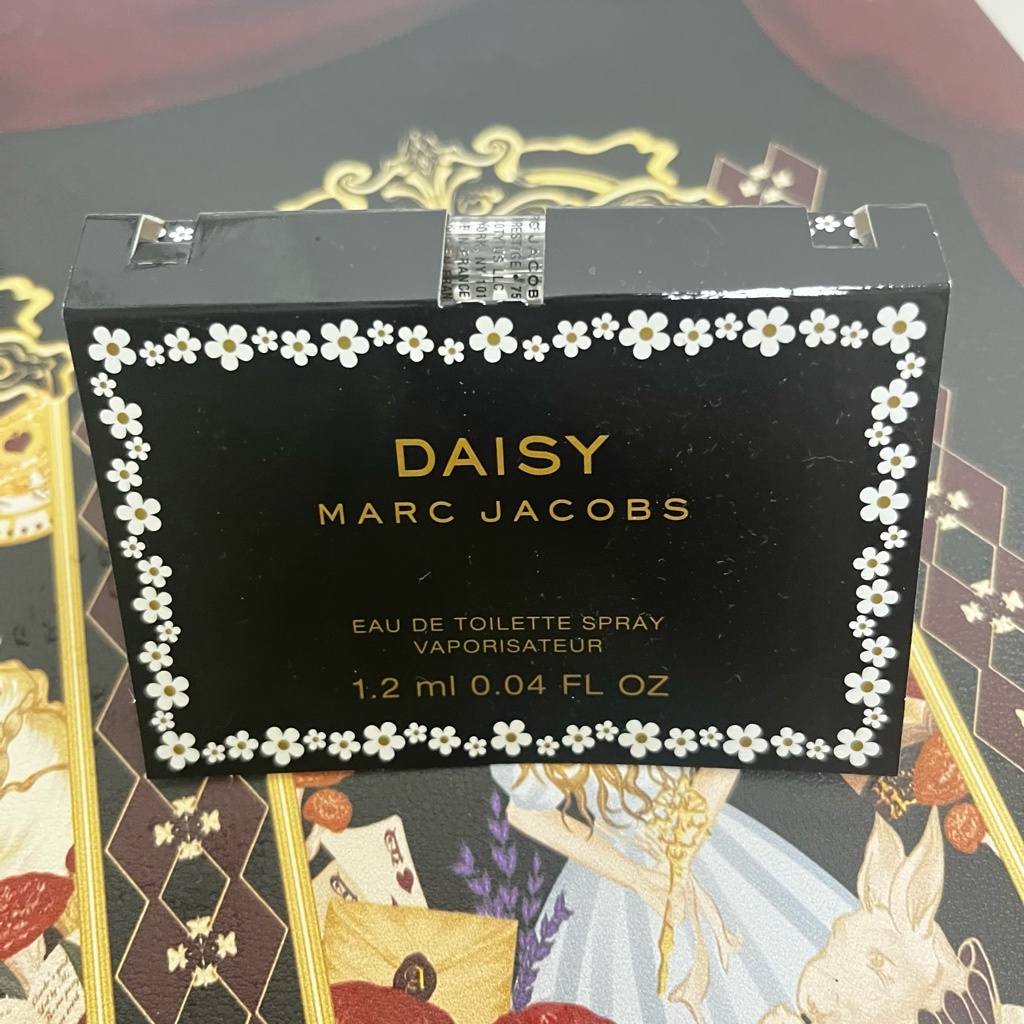 DAISY
MARC JACOBS
EAU DE TOILETTE SPRAY
VAPORISATEUR
1.2 ml 0.04 FL OZ